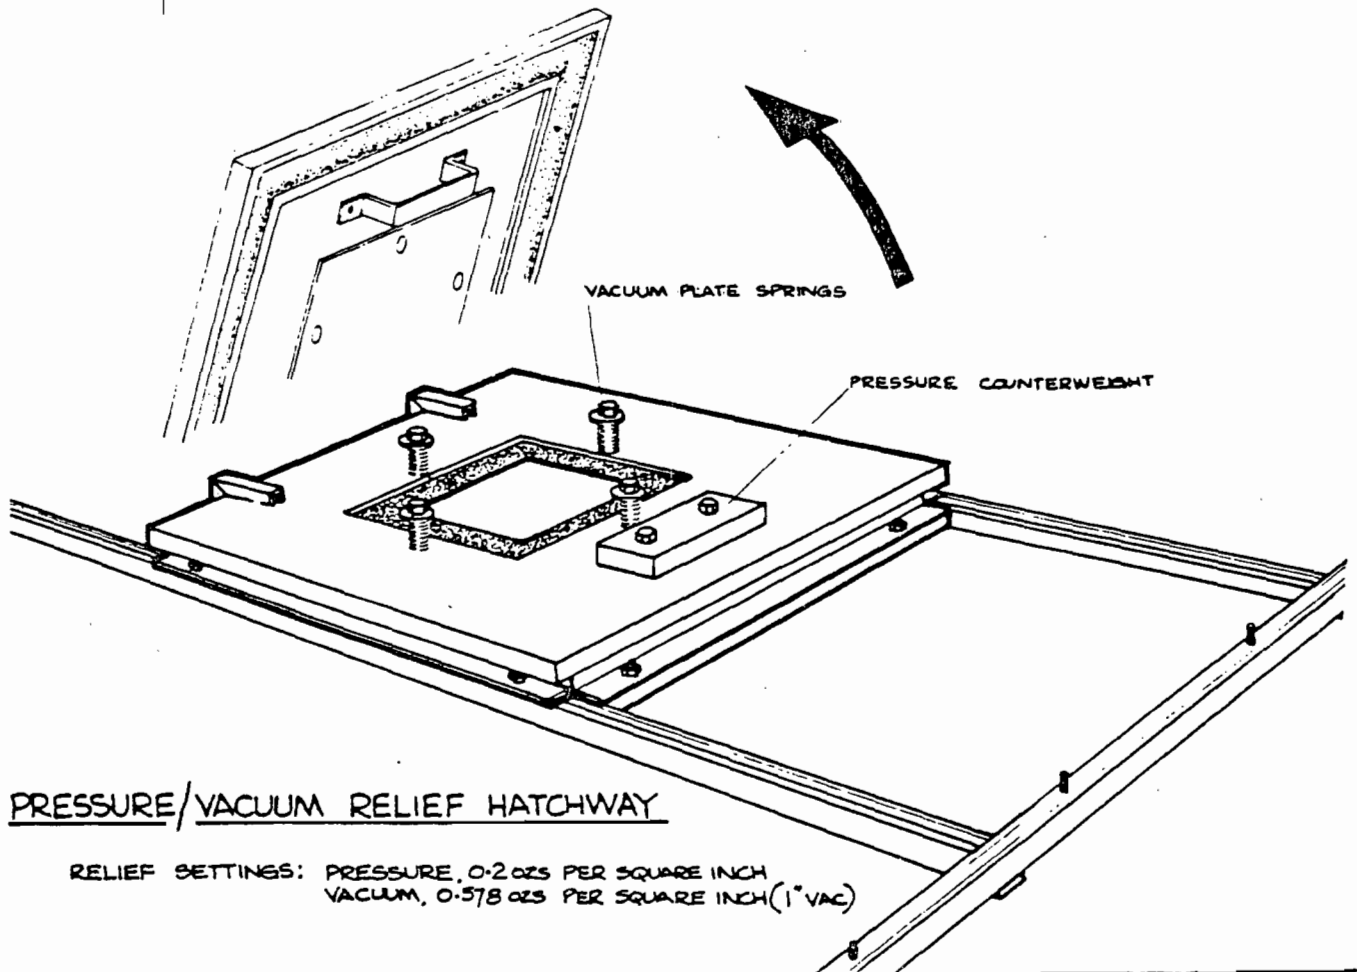 VACUUM PLATE SPRINGS
PRESSURE COUNTERWEIGHT
PRESSURE/VACUUM RELIEF HATCHWAY
RELIEF SETTINGS: PRESSURE, 0·2 OZS PER SQUARE INCH
VACUUM, 0·578 OZS PER SQUARE INCH (1" VAC)